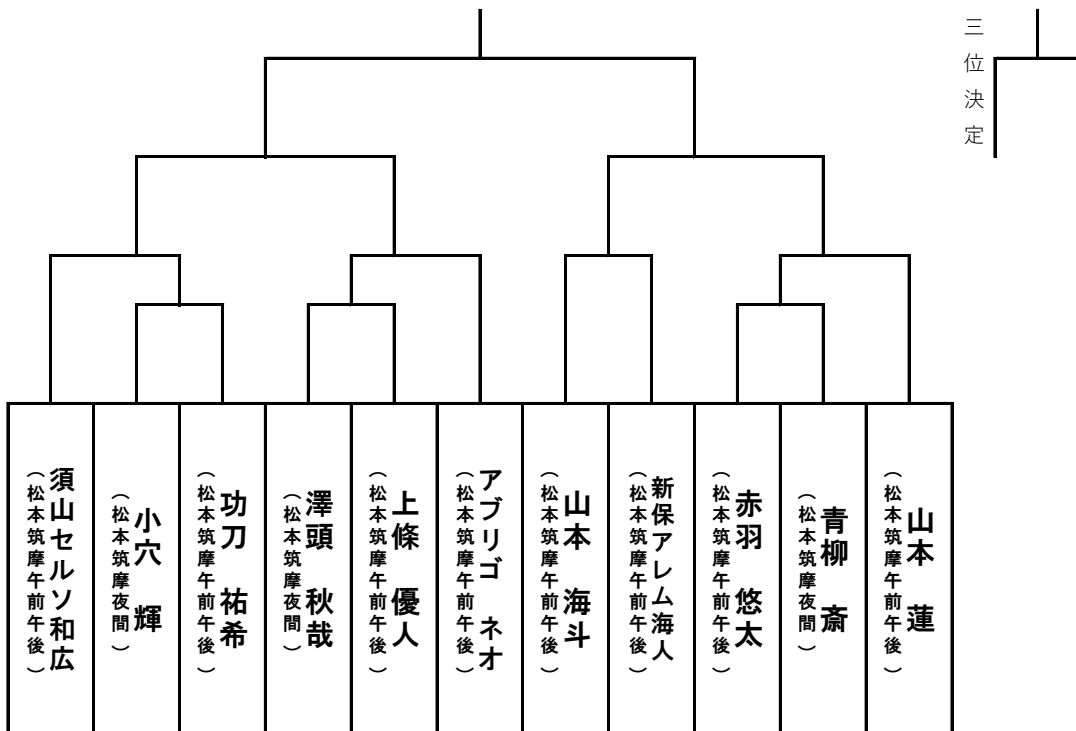 三位決定
須山セルソ和広
（松本筑摩午前午後）
小穴　輝
（松本筑摩夜間）
功刀　祐希
（松本筑摩午前午後）
澤頭　秋哉
（松本筑摩夜間）
上條　優人
（松本筑摩午前午後）
アブリゴ　ネオ
（松本筑摩午前午後）
山本　海斗
（松本筑摩午前午後）
新保アレム海人
（松本筑摩午前午後）
赤羽　悠太
（松本筑摩午前午後）
青柳　斎
（松本筑摩夜間）
山本　蓮
（松本筑摩午前午後）